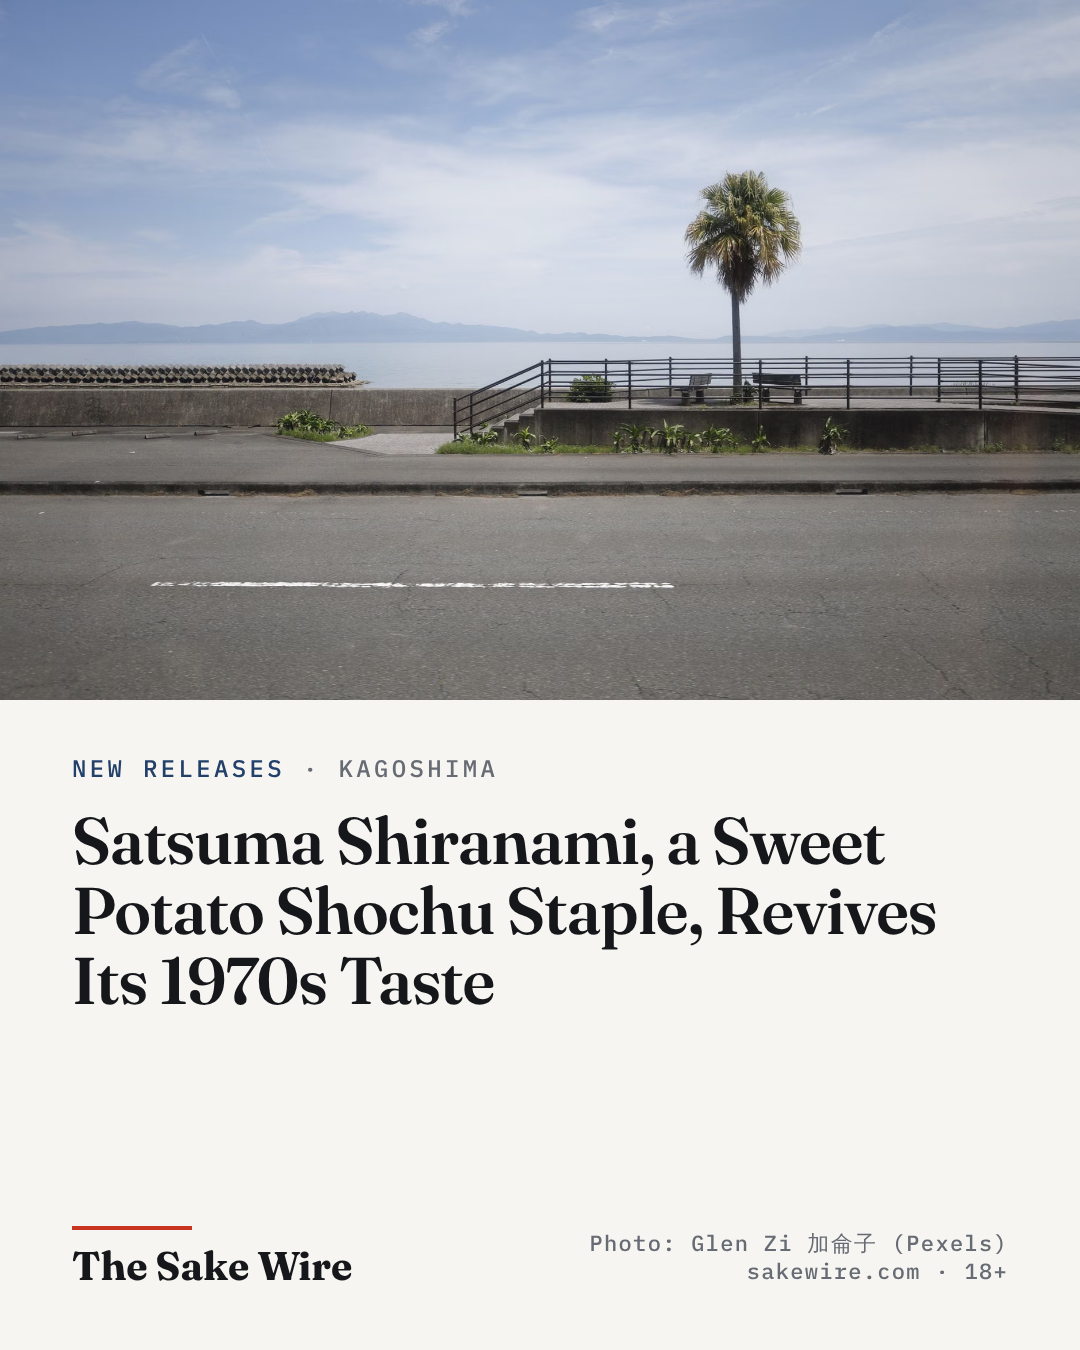 NEW RELEASES · KAGOSHIMA
Satsuma Shiranami, a Sweet
Potato Shochu Staple, Revives
Its 1970s Taste
The Sake Wire
Photo: Glen Zi 加侖子 (Pexels)
sakewire.com · 18+